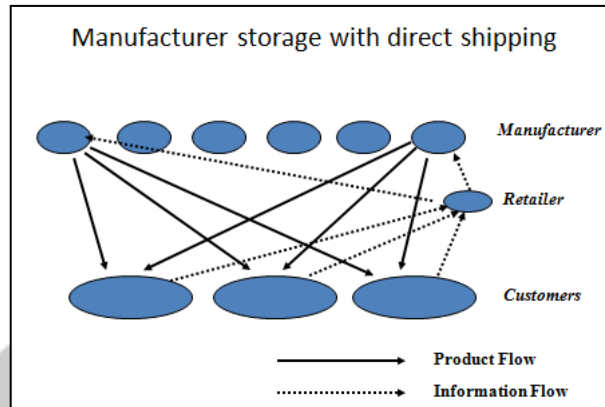 Manufacturer storage with direct shipping
Manufacturer
Retailer
Customers
Product Flow
Information Flow